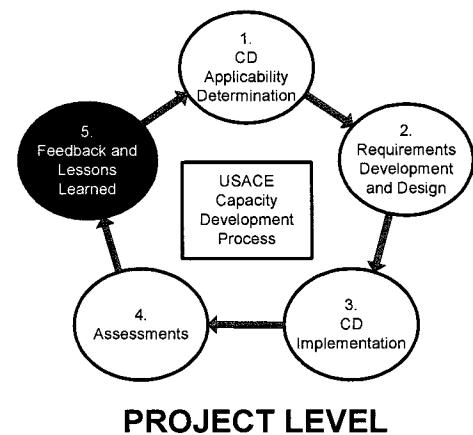 1.
CD
Applicability
Determination
2.
Requirements
Development
and Design
3.
CD
Implementation
4.
Assessments
5.
Feedback and
Lessons
Learned
USACE
Capacity
Development
Process
PROJECT LEVEL